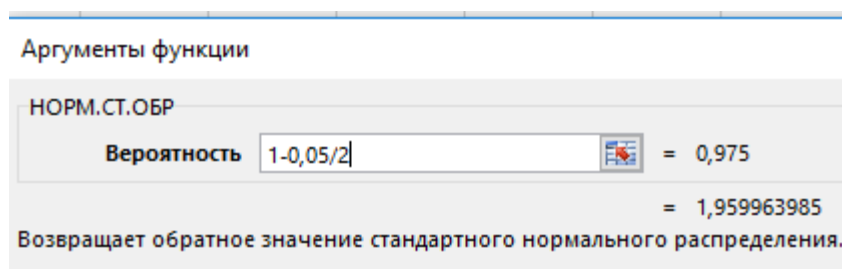 Аргументы функции
НОРМ.СТ.ОБР
Вероятность 1-0,05/2 = 0,975
= 1,959963985
Возвращает обратное значение стандартного нормального распределения.